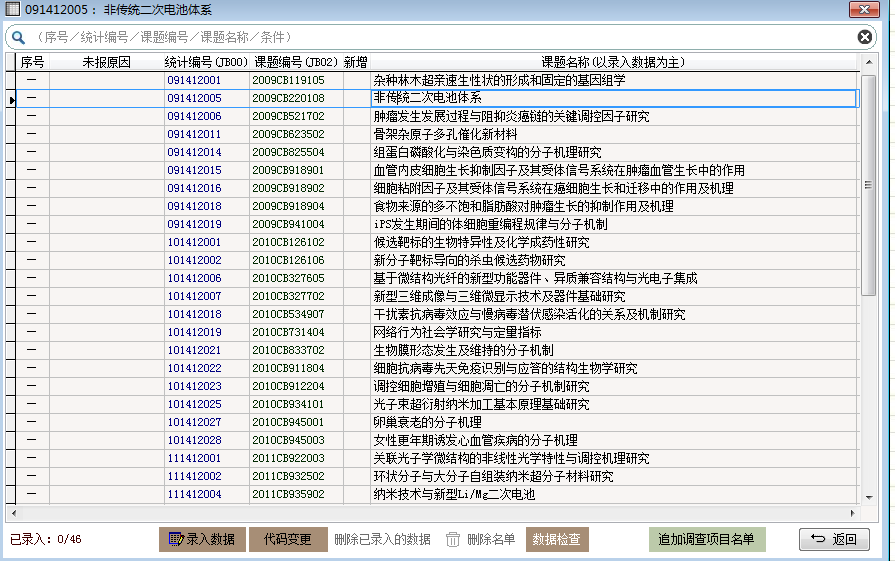 091412005： 非传统二次电池体系
（序号／统计编号／课题编号／课题名称／条件）
序号 未报原因 统计编号(JB00) 课题编号(JB02) 新增 课题名称(以录入数据为主)
— 091412001 2009CB119105 杂种林木超亲速生性状的形成和固定的基因组学
— 091412005 2009CB220108 非传统二次电池体系
— 091412006 2009CB521702 肿瘤发生发展过程与阻抑炎癌链的关键调控因子研究
— 091412011 2009CB623502 骨架杂原子多孔催化新材料
— 091412014 2009CB825504 组蛋白磷酸化与染色质变构的分子机理研究
— 091412015 2009CB918901 血管内皮细胞生长抑制因子及其受体信号系统在肿瘤血管生长中的作用
— 091412016 2009CB918902 细胞粘附因子及其受体信号系统在癌细胞生长和迁移中的作用及机理
— 091412018 2009CB918904 食物来源的多不饱和脂肪酸对肿瘤生长的抑制作用及机理
— 091412019 2009CB941004 iPS发生期间的体细胞重编程规律与分子机制
— 101412001 2010CB126102 候选靶标的生物特异性及化学成药性研究
— 101412002 2010CB126106 新分子靶标导向的杀虫候选药物研究
— 101412006 2010CB327605 基于微结构光纤的新型功能器件、异质兼容结构与光电子集成
— 101412007 2010CB327702 新型三维成像与三维微显示技术及器件基础研究
— 101412018 2010CB534907 干扰素抗病毒效应与慢病毒潜伏感染活化的关系及机制研究
— 101412019 2010CB731404 网络行为社会学研究与定量指标
— 101412021 2010CB833702 生物膜形态发生及维持的分子机制
— 101412022 2010CB911804 细胞抗病毒先天免疫识别与应答的结构生物学研究
— 101412023 2010CB912204 调控细胞增殖与细胞凋亡的分子机制研究
— 101412025 2010CB934101 光子束超衍射纳米加工基本原理基础研究
— 101412027 2010CB945001 卵巢衰老的分子机理
— 101412028 2010CB945003 女性更年期诱发心血管疾病的分子机理
— 111412001 2011CB922003 关联光子学微结构的非线性光学特性与调控机理研究
— 111412002 2011CB932502 环状分子与大分子自组装纳米超分子材料研究
— 111412004 2011CB935902 纳米技术与新型Li/Mg二次电池
已录入：0/46 录入数据 代码变更 删除已录入的数据 删除名单 数据检查 追加调查项目名单 返回